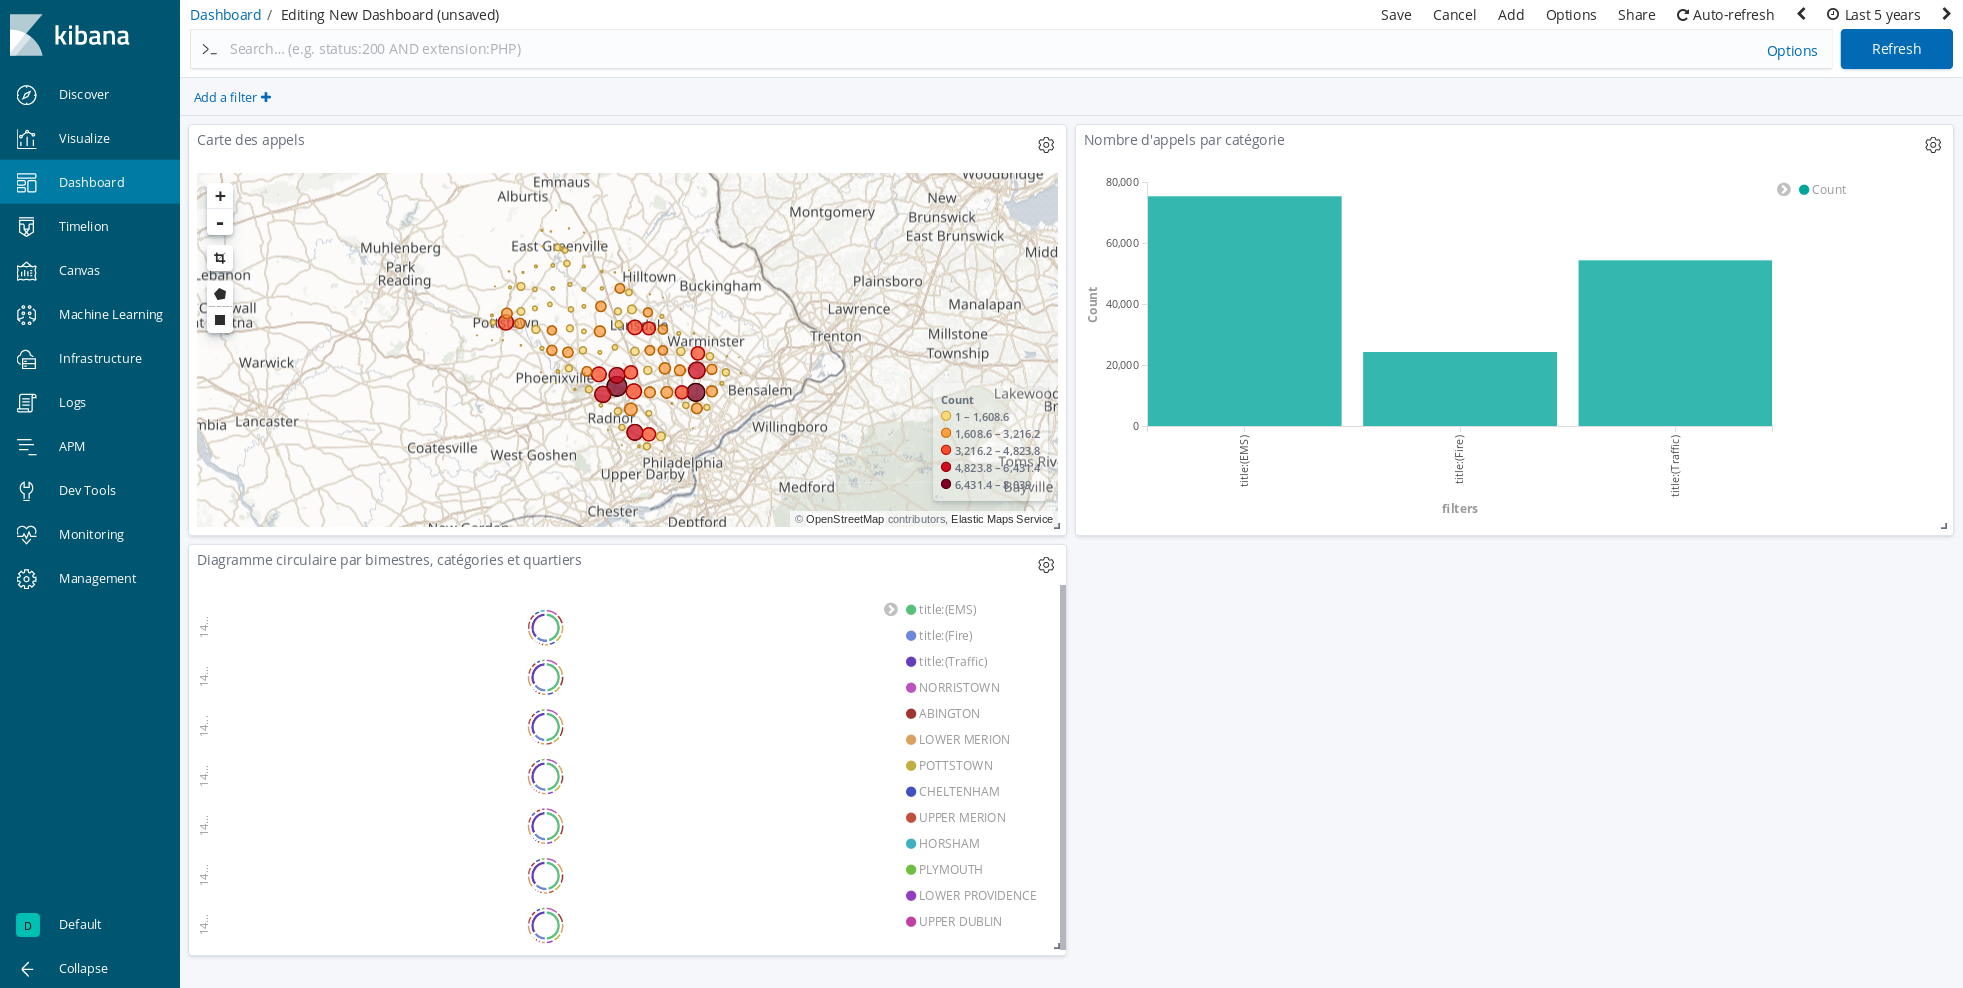 kibana
Discover
Visualize
Dashboard
Timelion
Canvas
Machine Learning
Infrastructure
Logs
APM
Dev Tools
Monitoring
Management
D Default
Collapse
Dashboard / Editing New Dashboard (unsaved)
Save Cancel Add Options Share Auto-refresh Last 5 years
>_ Search... (e.g. status:200 AND extension:PHP) Options Refresh
Add a filter +
Carte des appels
+
-
Emmaus
Alburtis
Woodbridge
Montgomery
New
Brunswick
East Brunswick
Muhlenberg
East Greenville
Park
Reading
Hilltown
Buckingham
Plainsboro
Lawrence
Manalapan
Millstone
Township
Trenton
Warminster
Warwick
Phoenixville
Bensalem
Lancaster
Radnor
Willingboro
Coatesville
West Goshen
Philadelphia
Upper Darby
Medford
Chester
Deptford
Count
1 – 1,608.6
1,608.6 – 3,216.2
3,216.2 – 4,823.8
4,823.8 – 6,431.4
6,431.4 – 8,039
© OpenStreetMap contributors, Elastic Maps Service
Nombre d'appels par catégorie
80,000
60,000
40,000
20,000
0
Count
title:(EMS)
title:(Fire)
title:(Traffic)
filters
Count
Diagramme circulaire par bimestres, catégories et quartiers
14...
14...
14...
14...
14...
14...
14...
title:(EMS)
title:(Fire)
title:(Traffic)
NORRISTOWN
ABINGTON
LOWER MERION
POTTSTOWN
CHELTENHAM
UPPER MERION
HORSHAM
PLYMOUTH
LOWER PROVIDENCE
UPPER DUBLIN